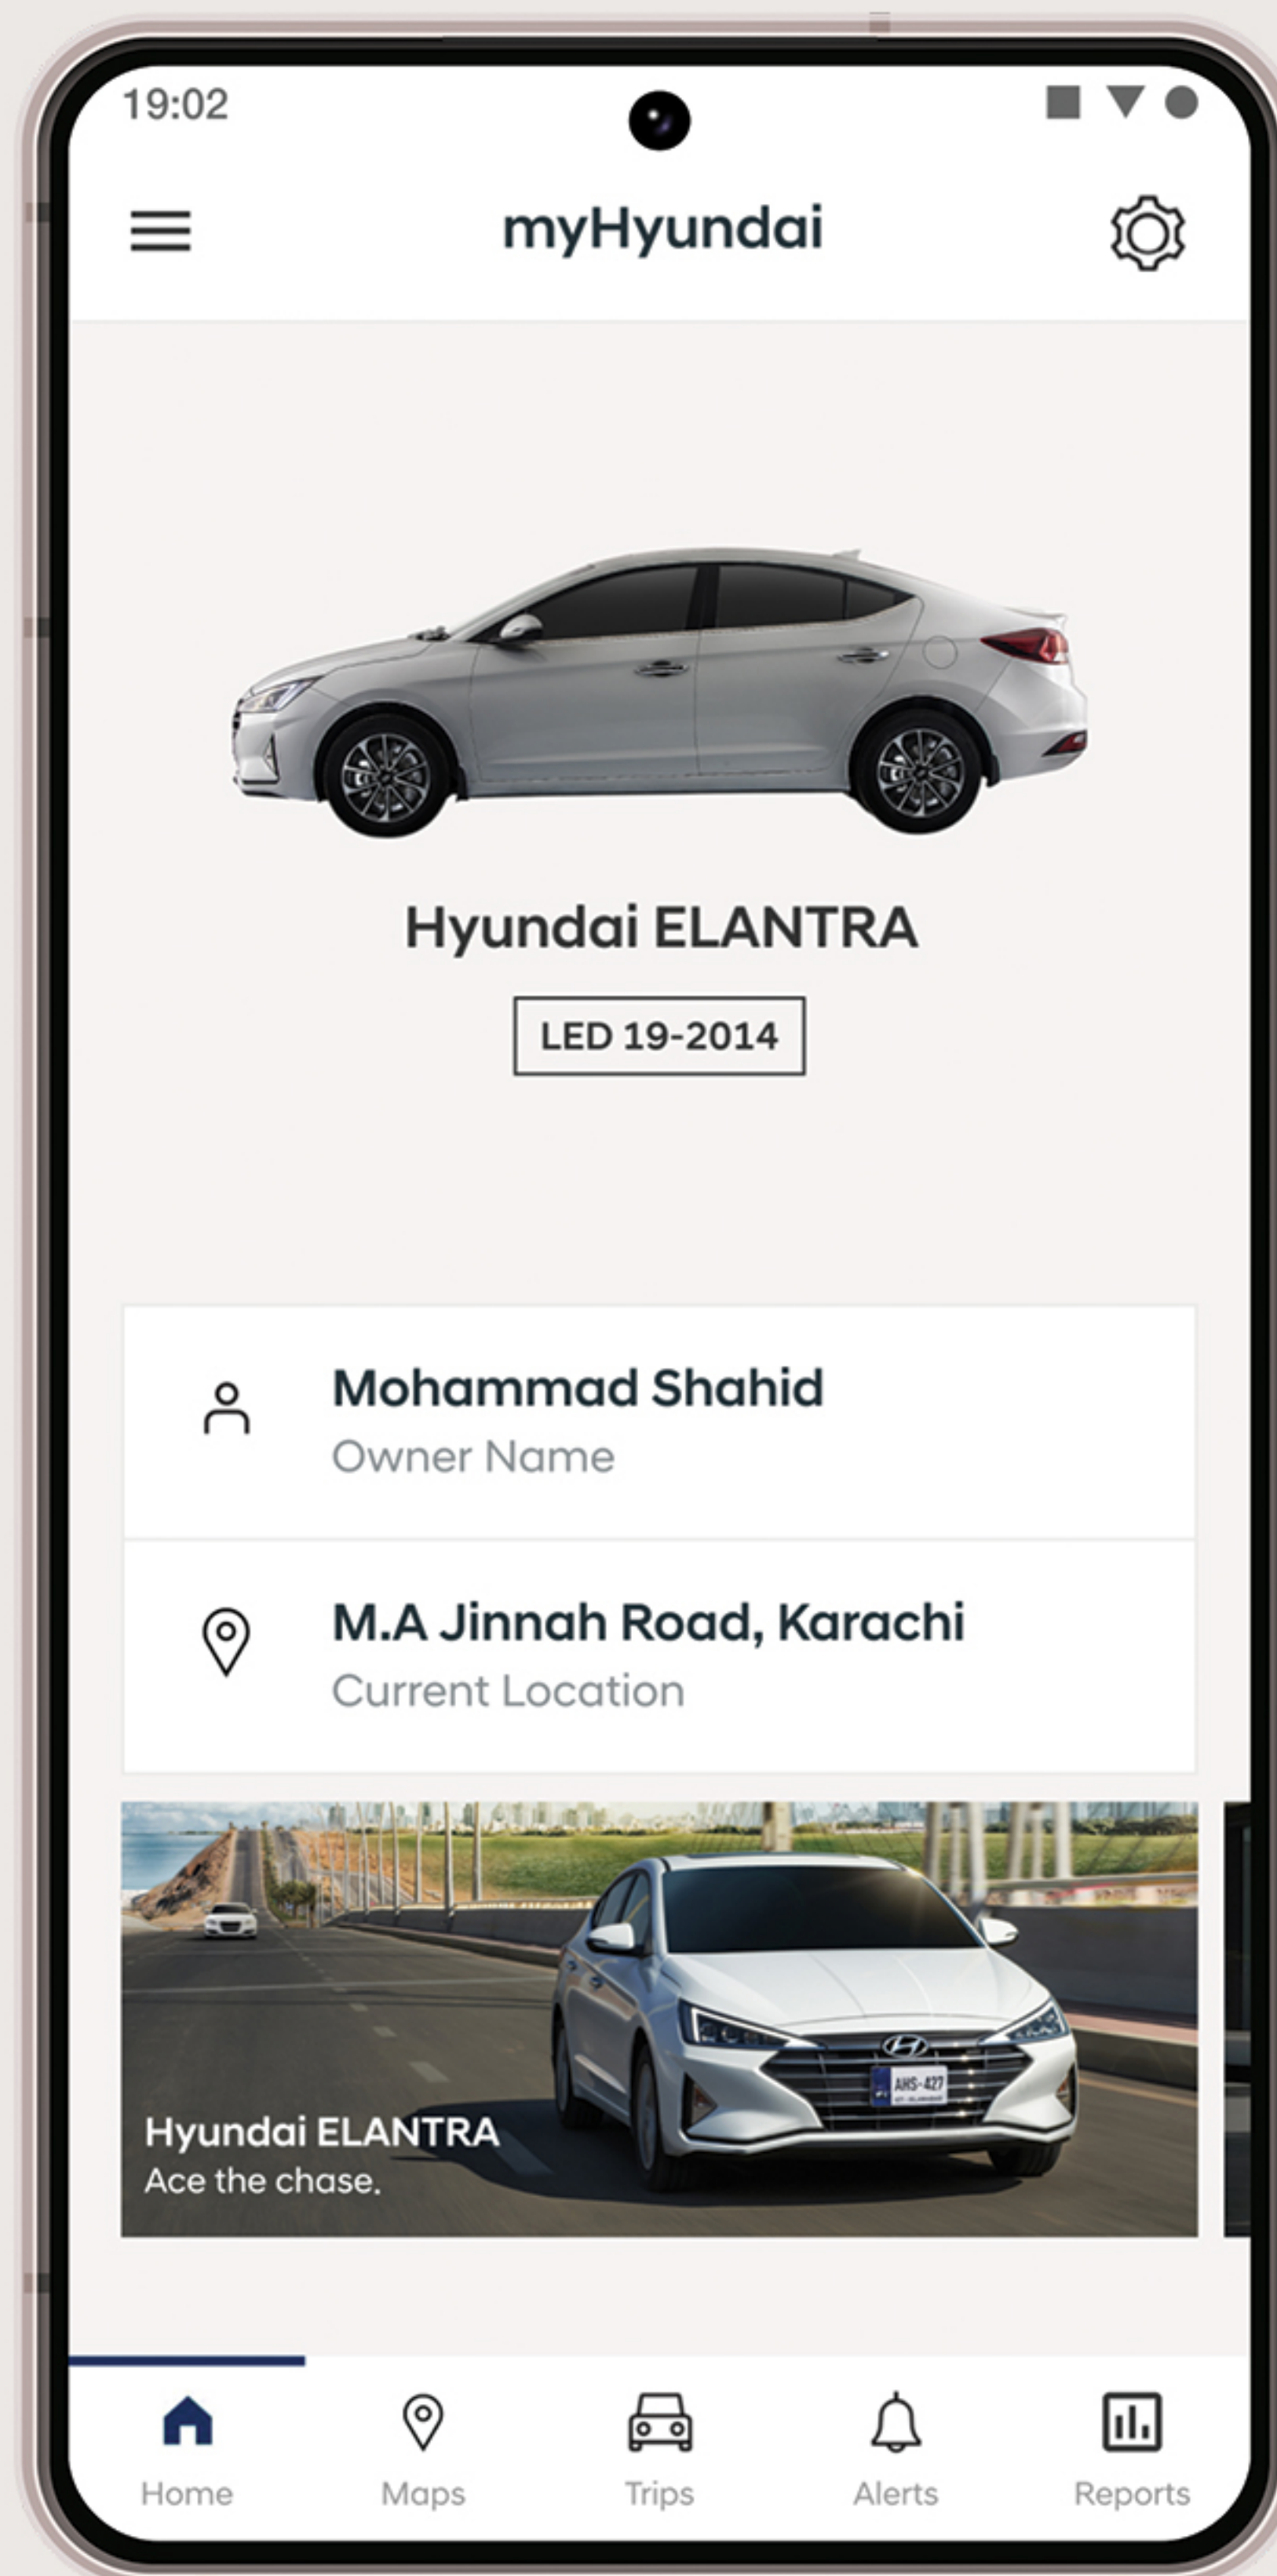 19:02
myHyundai
Hyundai ELANTRA
LED 19-2014
Mohammad Shahid
Owner Name
M.A Jinnah Road, Karachi
Current Location
AHS-427
Hyundai ELANTRA
Ace the chase.
Home Maps Trips Alerts Reports